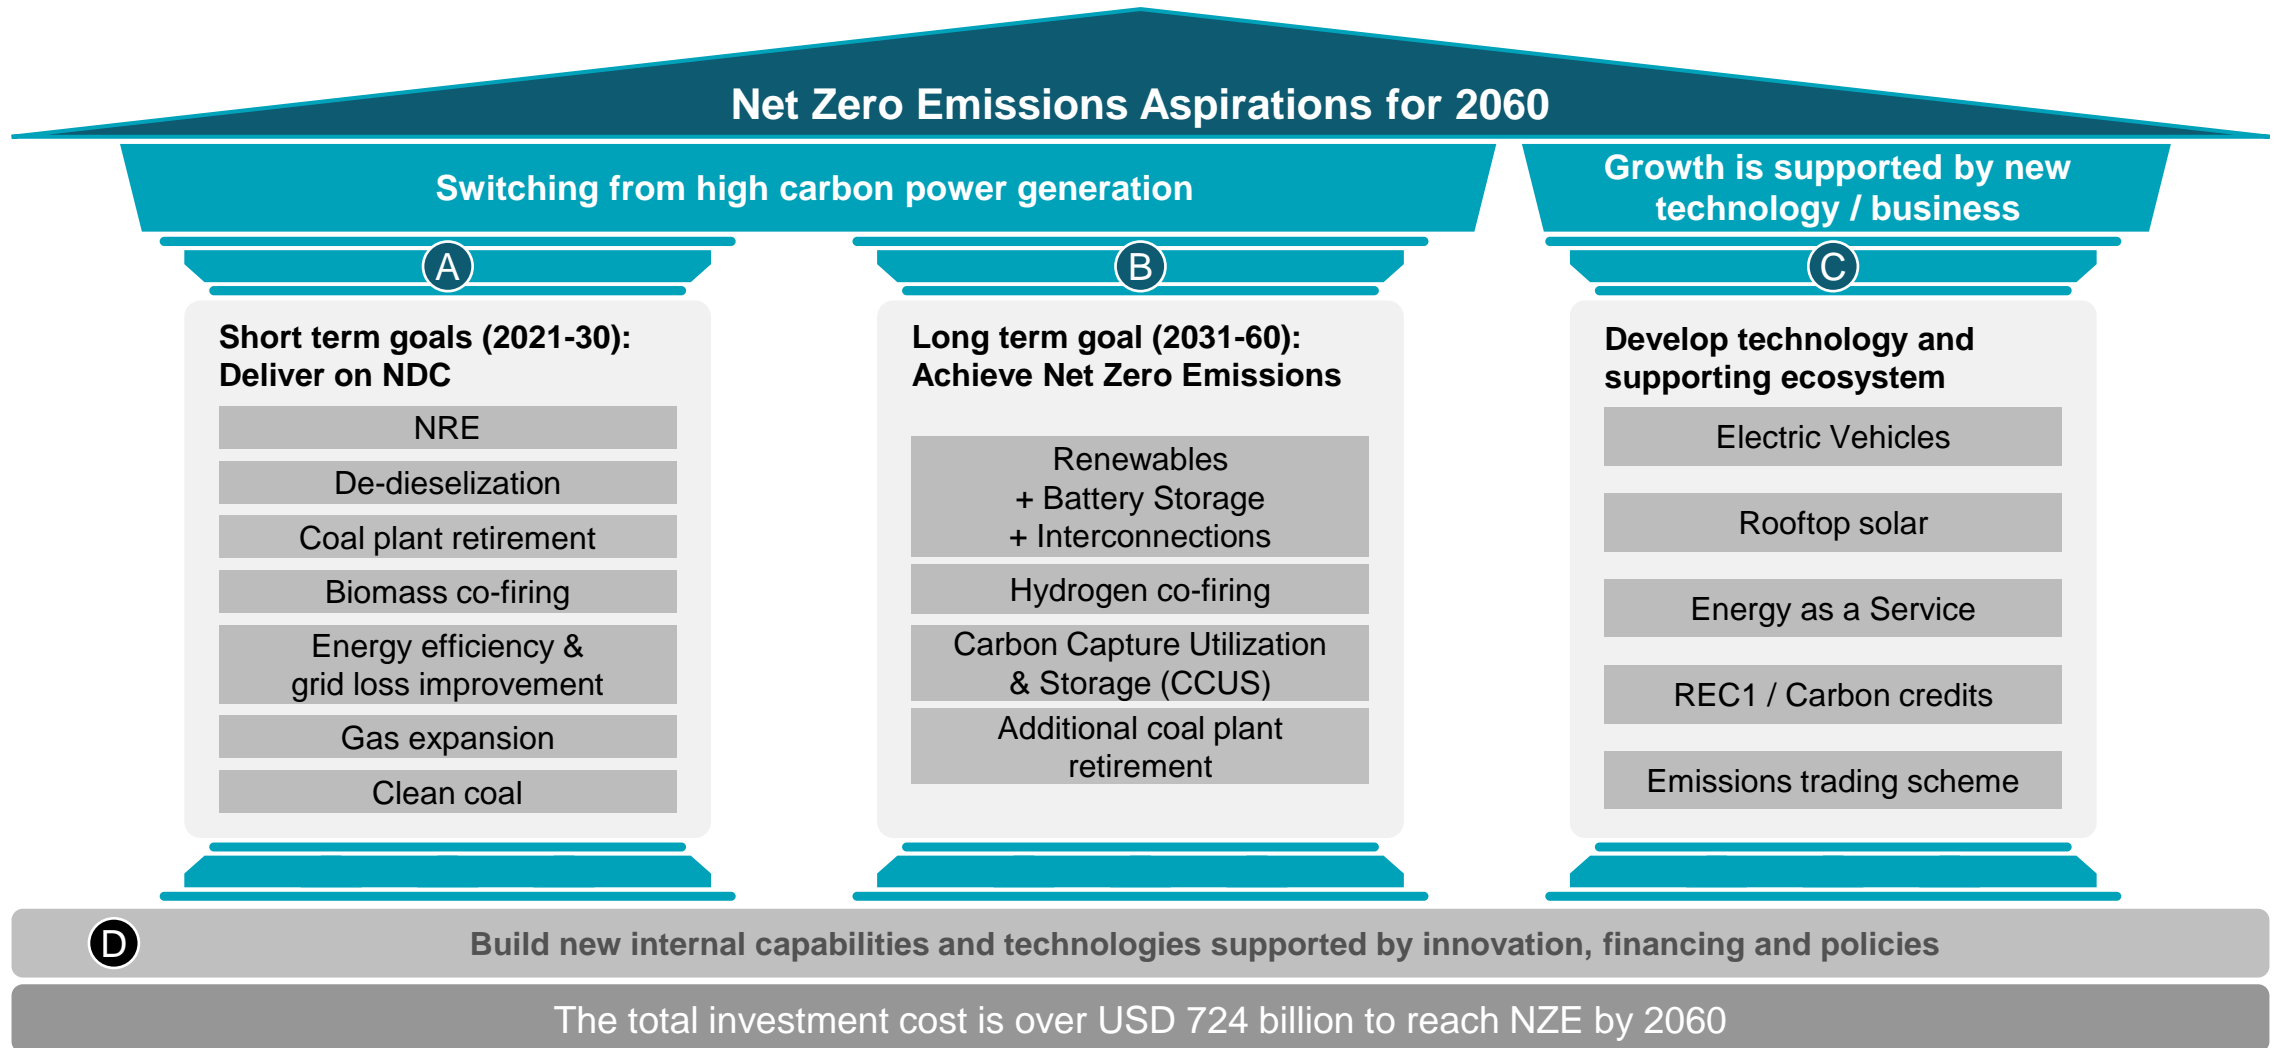 Net Zero Emissions Aspirations for 2060
Switching from high carbon power generation
Growth is supported by new
technology / business
A
Short term goals (2021-30):
Deliver on NDC
NRE
De-dieselization
Coal plant retirement
Biomass co-firing
Energy efficiency &
grid loss improvement
Gas expansion
Clean coal
B
Long term goal (2031-60):
Achieve Net Zero Emissions
Renewables
+ Battery Storage
+ Interconnections
Hydrogen co-firing
Carbon Capture Utilization
& Storage (CCUS)
Additional coal plant
retirement
C
Develop technology and
supporting ecosystem
Electric Vehicles
Rooftop solar
Energy as a Service
REC1 / Carbon credits
Emissions trading scheme
D
Build new internal capabilities and technologies supported by innovation, financing and policies
The total investment cost is over USD 724 billion to reach NZE by 2060